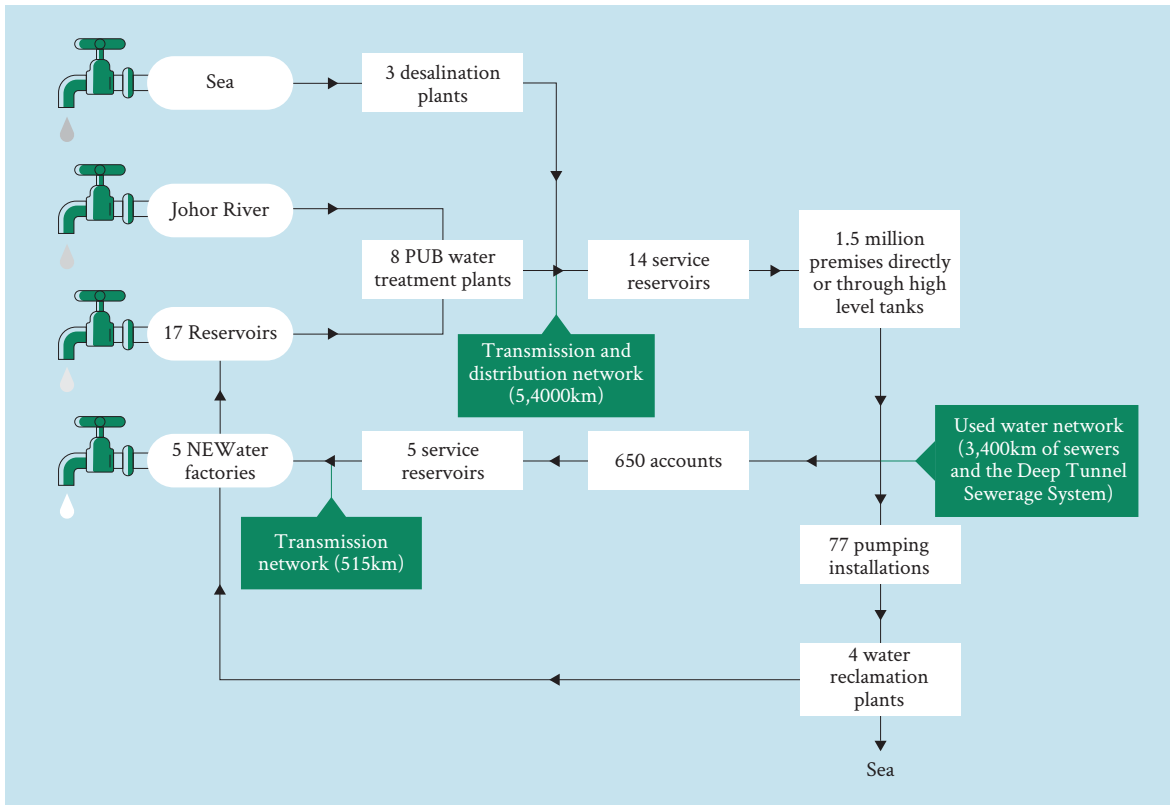 Sea
3 desalination
plants
Johor River
8 PUB water
treatment plants
14 service
reservoirs
1.5 million
premises directly
or through high
level tanks
17 Reservoirs
Transmission and
distribution network
(5,4000km)
5 NEWater
factories
5 service
reservoirs
650 accounts
Used water network
(3,400km of sewers
and the Deep Tunnel
Sewerage System)
Transmission
network (515km)
77 pumping
installations
4 water
reclamation
plants
Sea